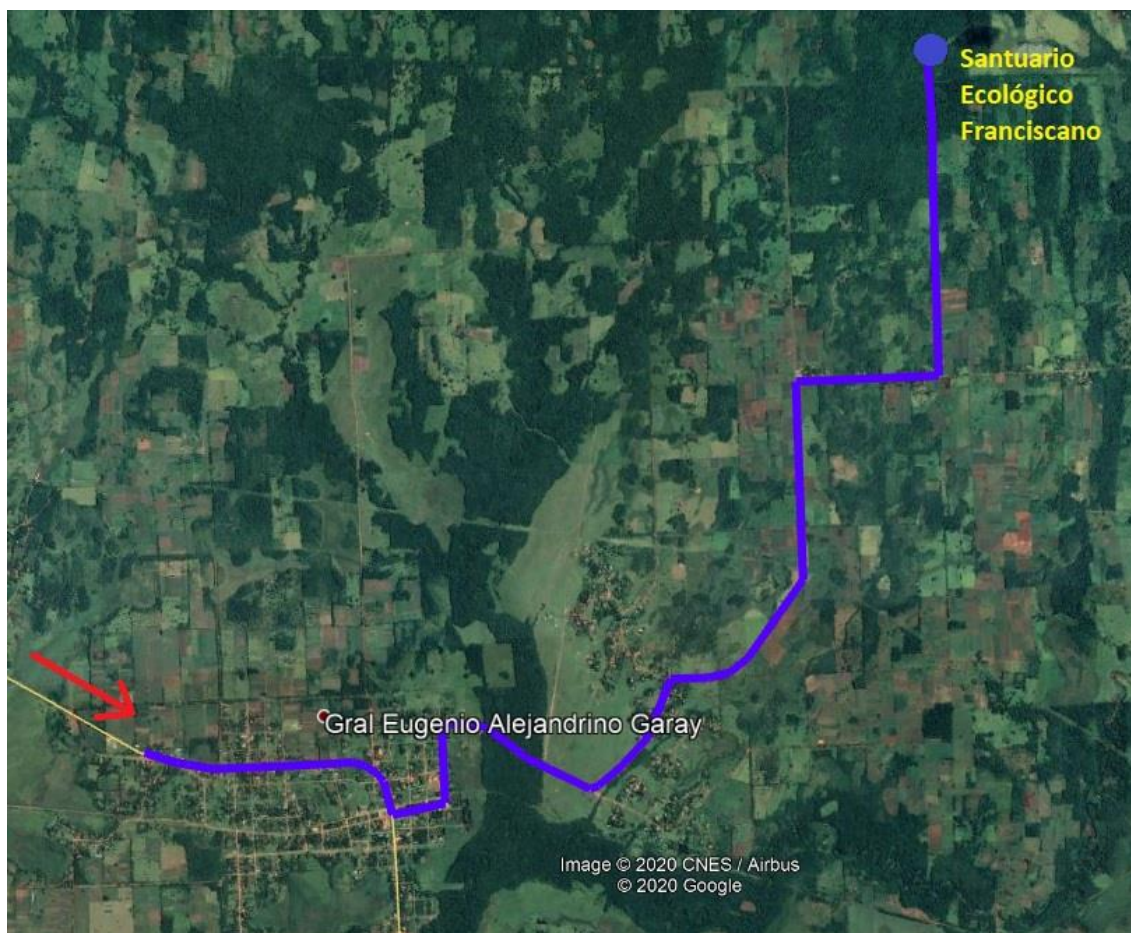 Santuario
Ecológico
Franciscano
Gral Eugenio Alejandrino Garay
Image © 2020 CNES / Airbus
© 2020 Google